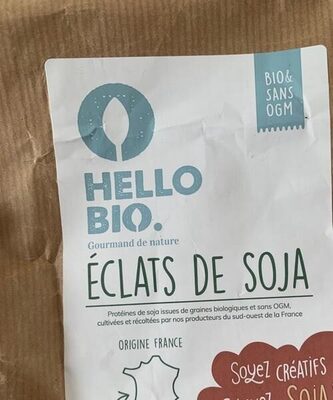 BIO&
SANS
OGM
HELLO
BIO.
Gourmand de nature
ÉCLATS DE SOJA
Protéines de soja issues de graines biologiques et sans OGM,
cultivées et récoltées par nos producteurs du sud-ouest de la France
ORIGINE FRANCE
SOYEZ CRÉATIFS
SOJA